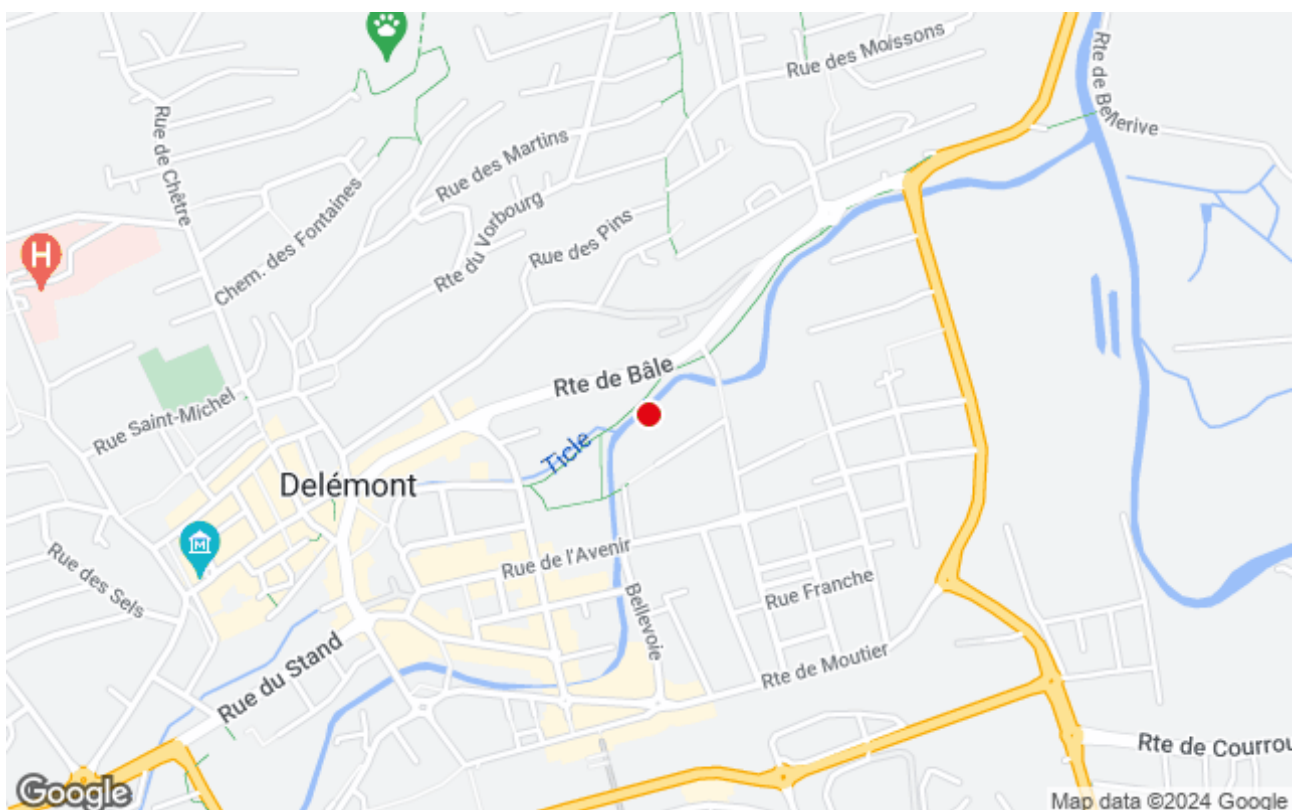 Rue des Moissons
Rte de Bellerive
Rue de Chêtre
Rue des Martins
Chem. des Fontaines
Rte du Vorbourg
Rue des Pins
H
Rte de Bâle
Rue Saint-Michel
Ticle
Delémont
M
Rue des Sels
Rue de l'Avenir
Rue Franche
Bellevoie
Rue du Stand
Rte de Moutier
Rte de Courrou
Google
Map data ©2024 Google